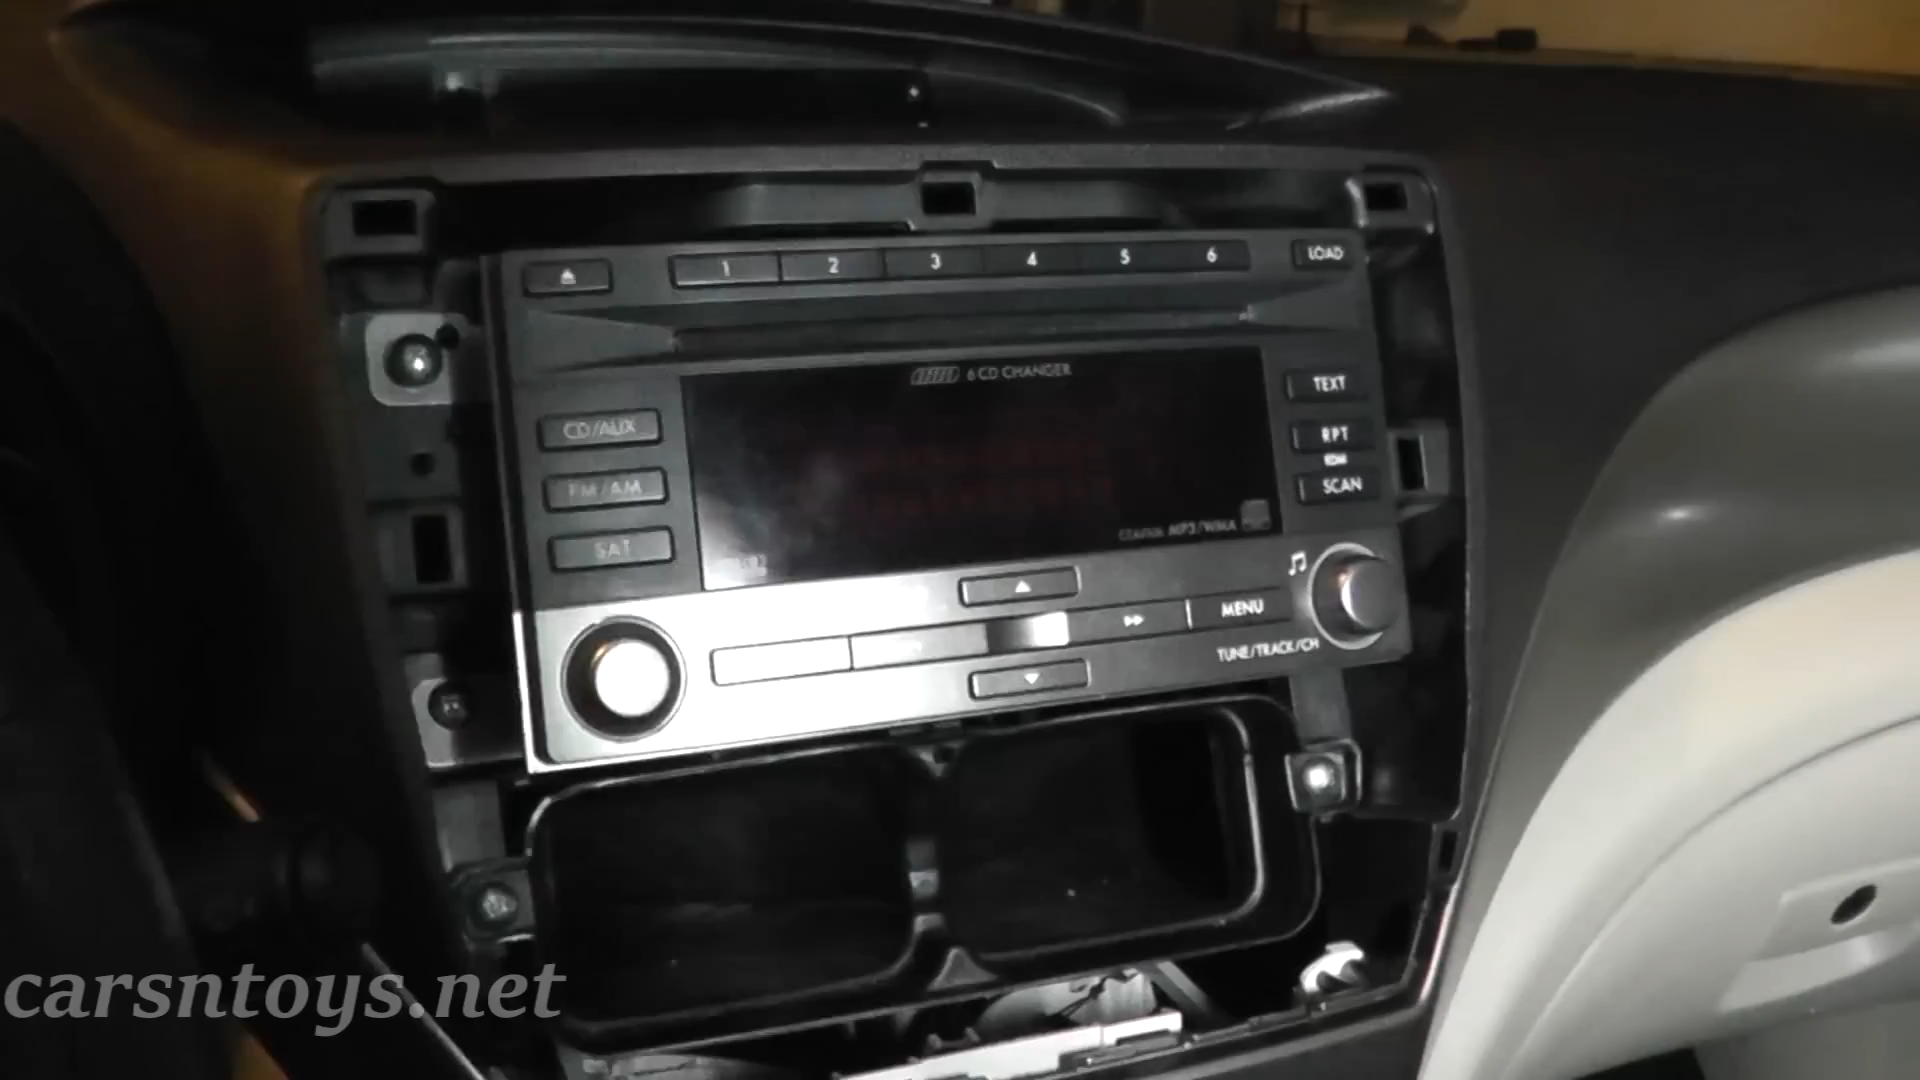 1 2 3 4 5 6 LOAD
6 CD CHANGER
TEXT
CD/AUX
RPT
RDM
FM/AM
SCAN
MP3/WMA
SAT
MENU
TUNE/TRACK/CH
carsntoys.net